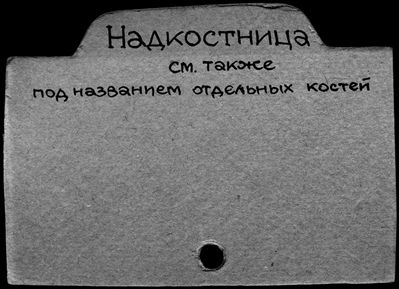 Надкостница
см. также
под названием отдельных костей